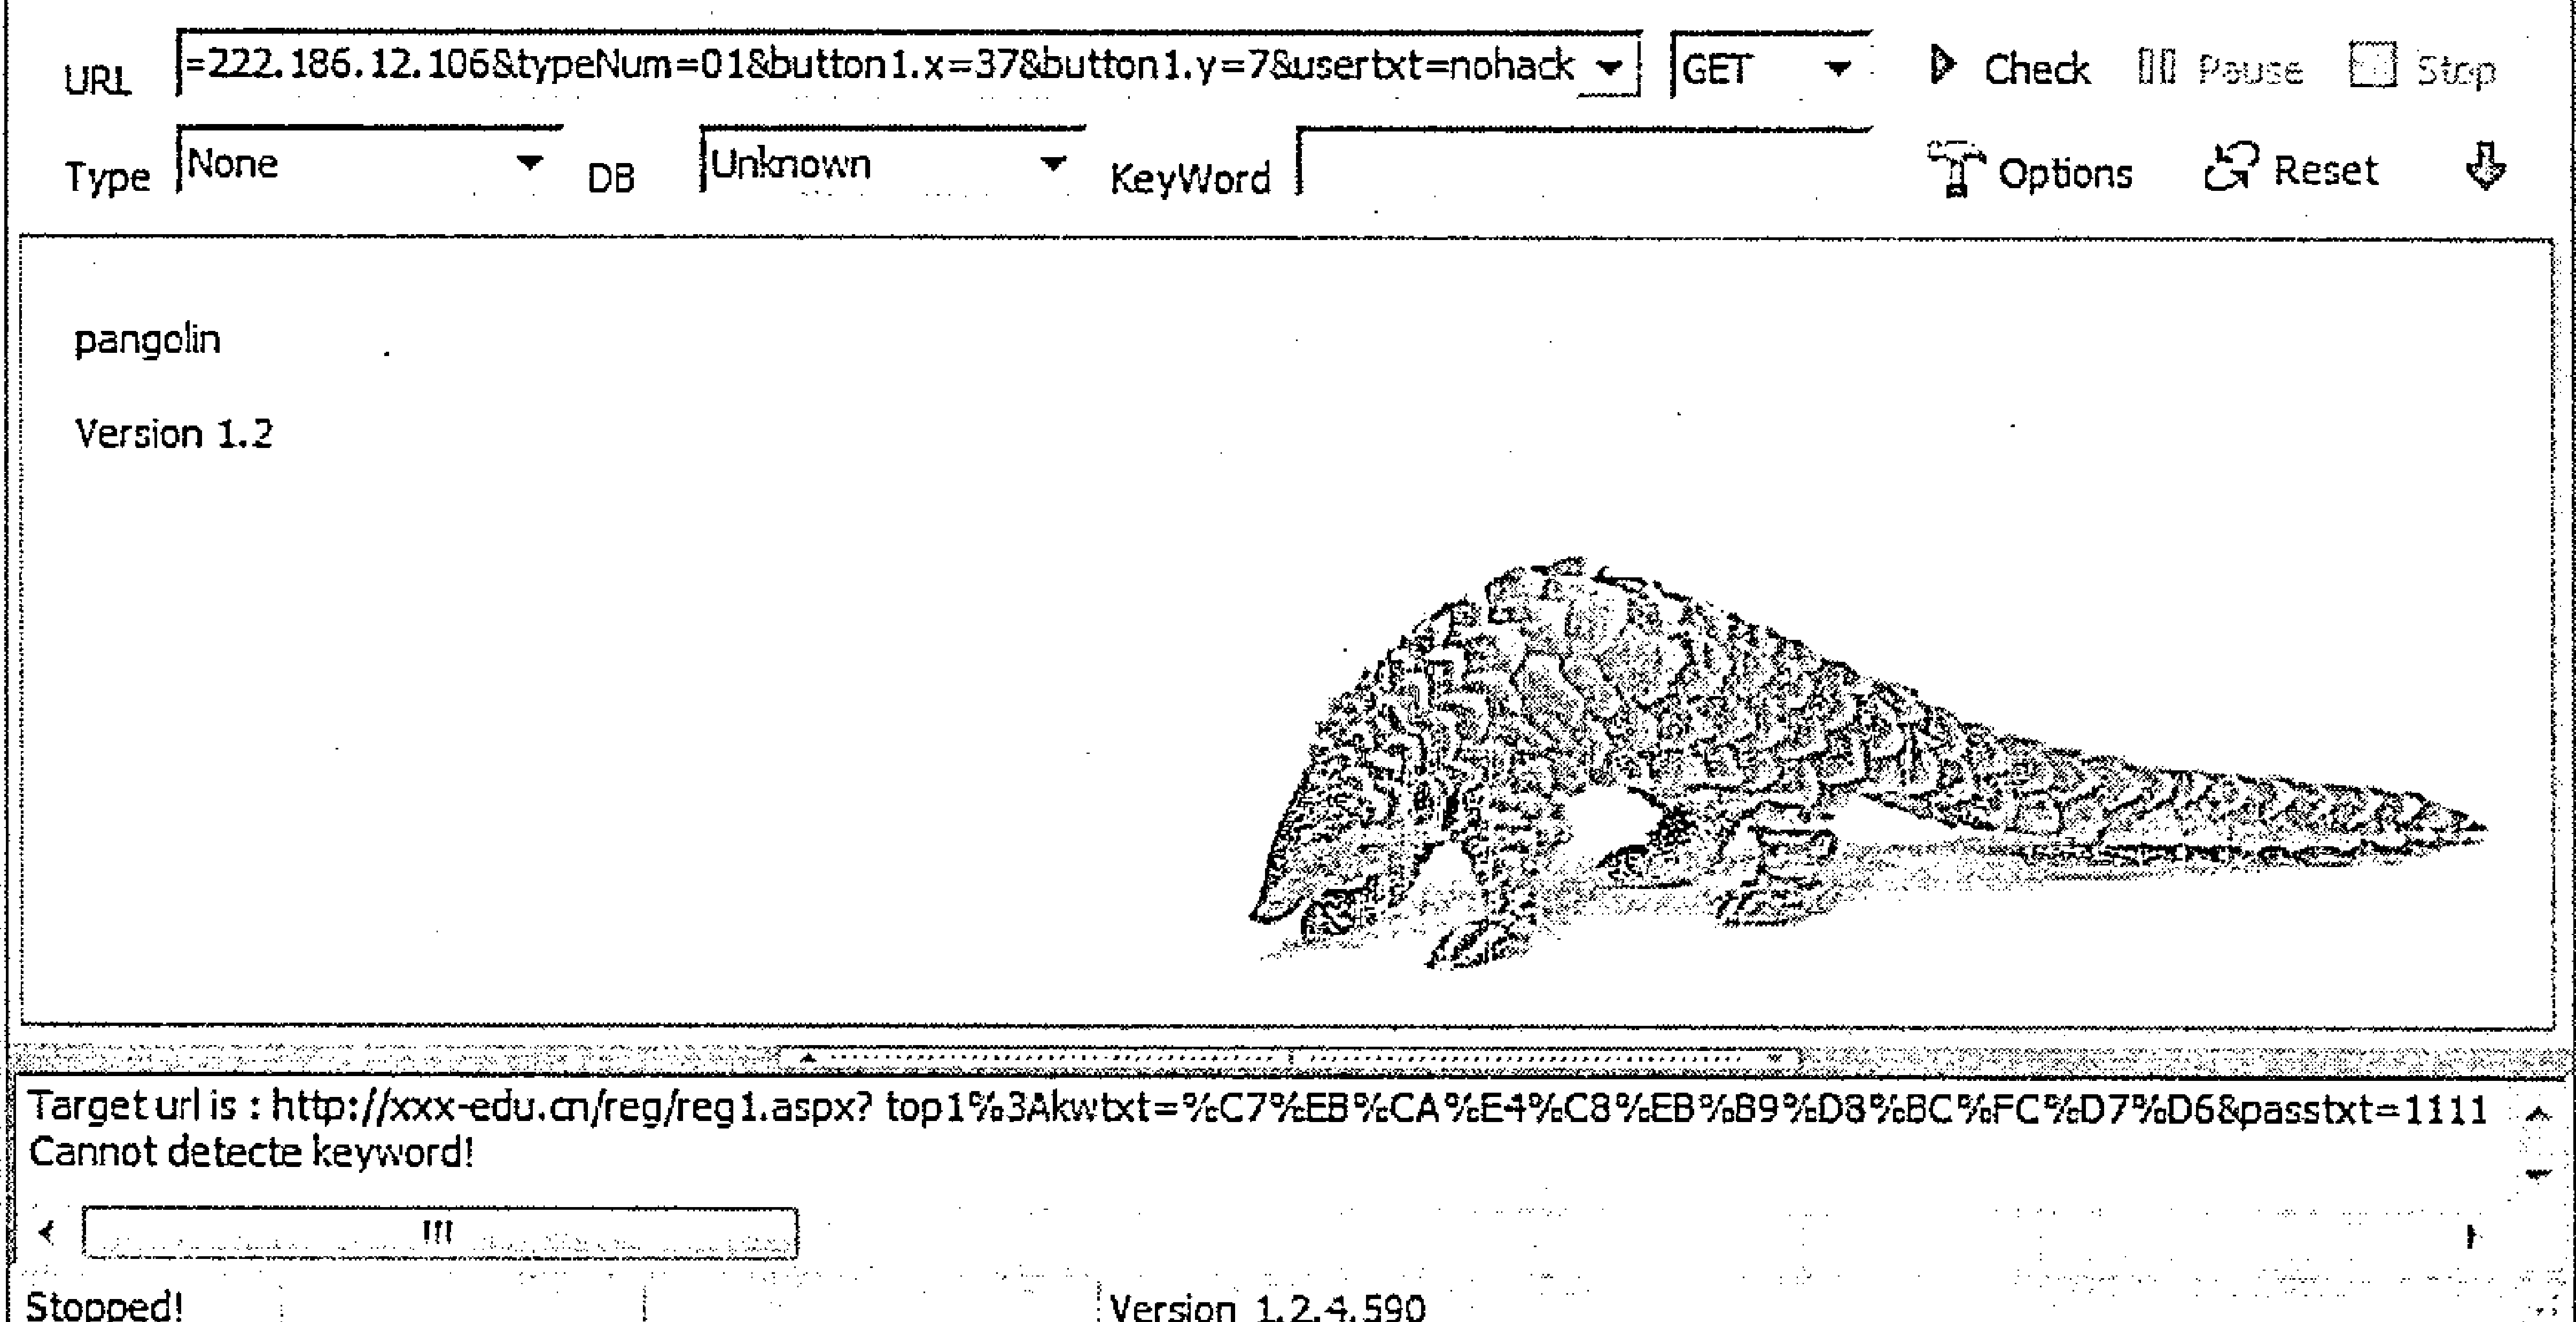 URL =222.186.12.106&typeNum=01&button1.x=37&button1.y=7&usertxt=nohack GET Check Pause Stop
Type None DB Unknown KeyWord Options Reset
pangolin
Version 1.2
Target url is : http://xxx-edu.cn/reg/reg1.aspx? top1%3Akwtxt=%C7%EB%CA%E4%C8%EB%B9%D8%BC%FC%D7%D6&passtxt=1111
Cannot detecte keyword!
Stopped! Version 1.2.4.590